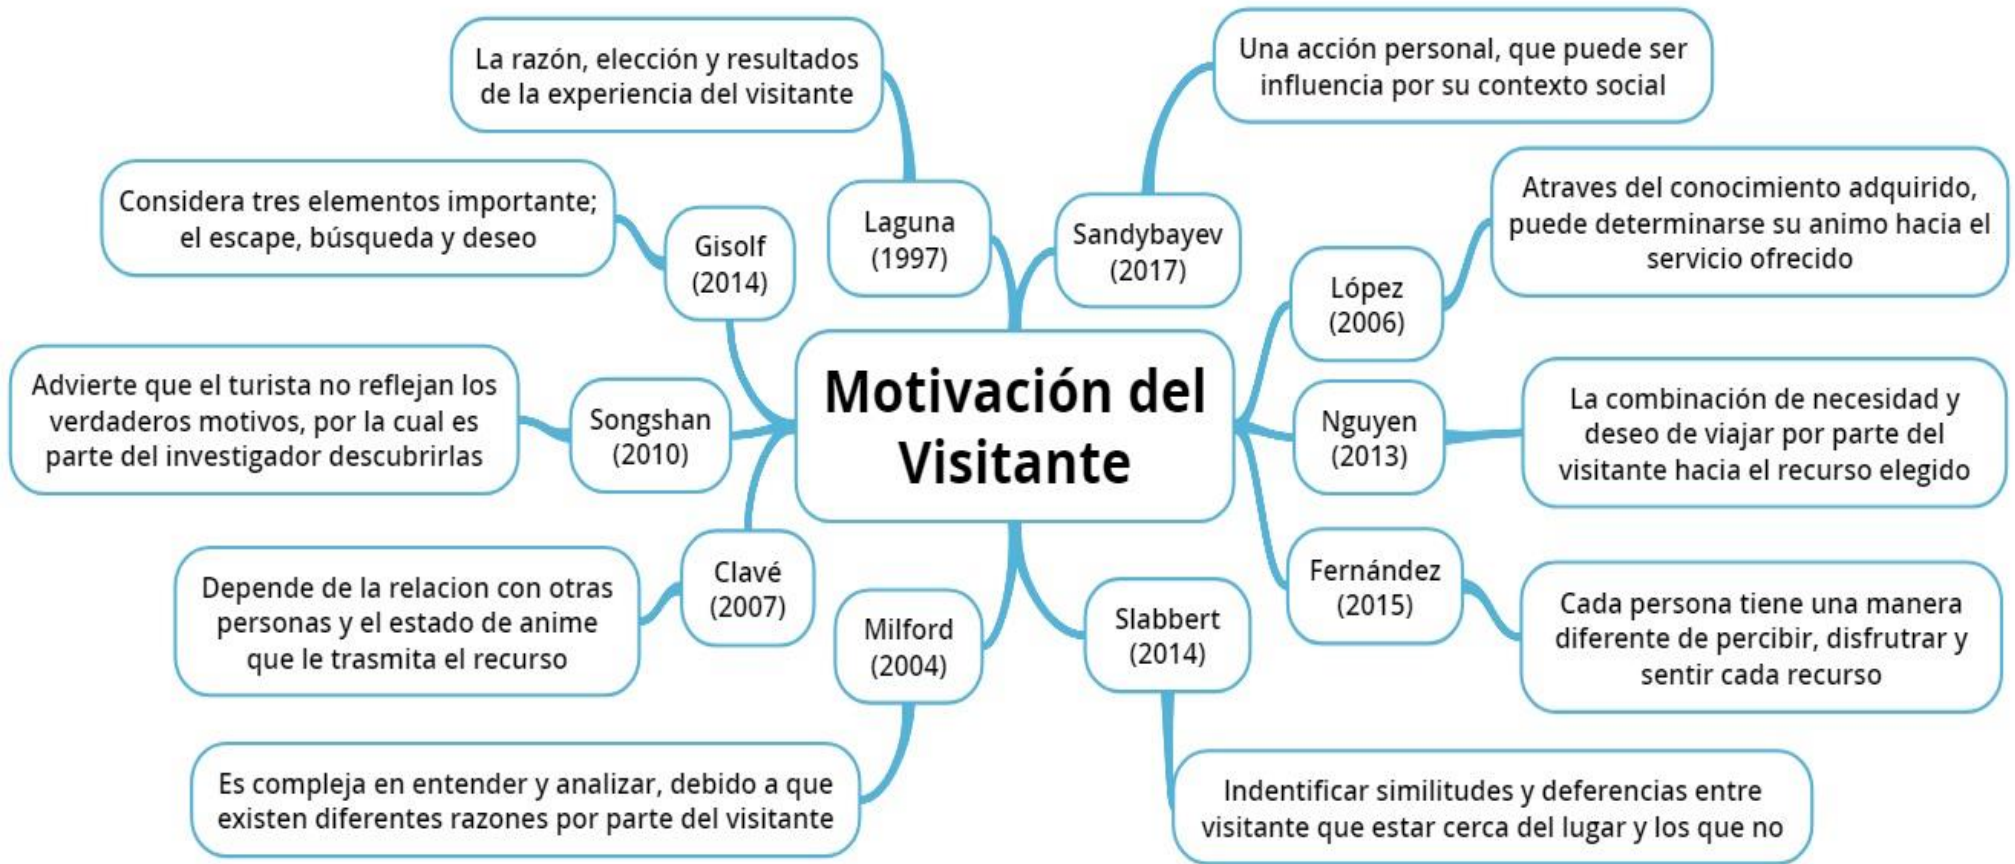 La razón, elección y resultados
de la experiencia del visitante
Una acción personal, que puede ser
influencia por su contexto social
Considera tres elementos importante;
el escape, búsqueda y deseo
Gisolf
(2014)
Laguna
(1997)
Sandybayev
(2017)
López
(2006)
Atraves del conocimiento adquirido,
puede determinarse su animo hacia el
servicio ofrecido
Advierte que el turista no reflejan los
verdaderos motivos, por la cual es
parte del investigador descubrirlas
Songshan
(2010)
Motivación del
Visitante
Nguyen
(2013)
La combinación de necesidad y
deseo de viajar por parte del
visitante hacia el recurso elegido
Depende de la relacion con otras
personas y el estado de anime
que le trasmita el recurso
Clavé
(2007)
Milford
(2004)
Slabbert
(2014)
Fernández
(2015)
Cada persona tiene una manera
diferente de percibir, disfrutrar y
sentir cada recurso
Es compleja en entender y analizar, debido a que
existen diferentes razones por parte del visitante
Indentificar similitudes y deferencias entre
visitante que estar cerca del lugar y los que no